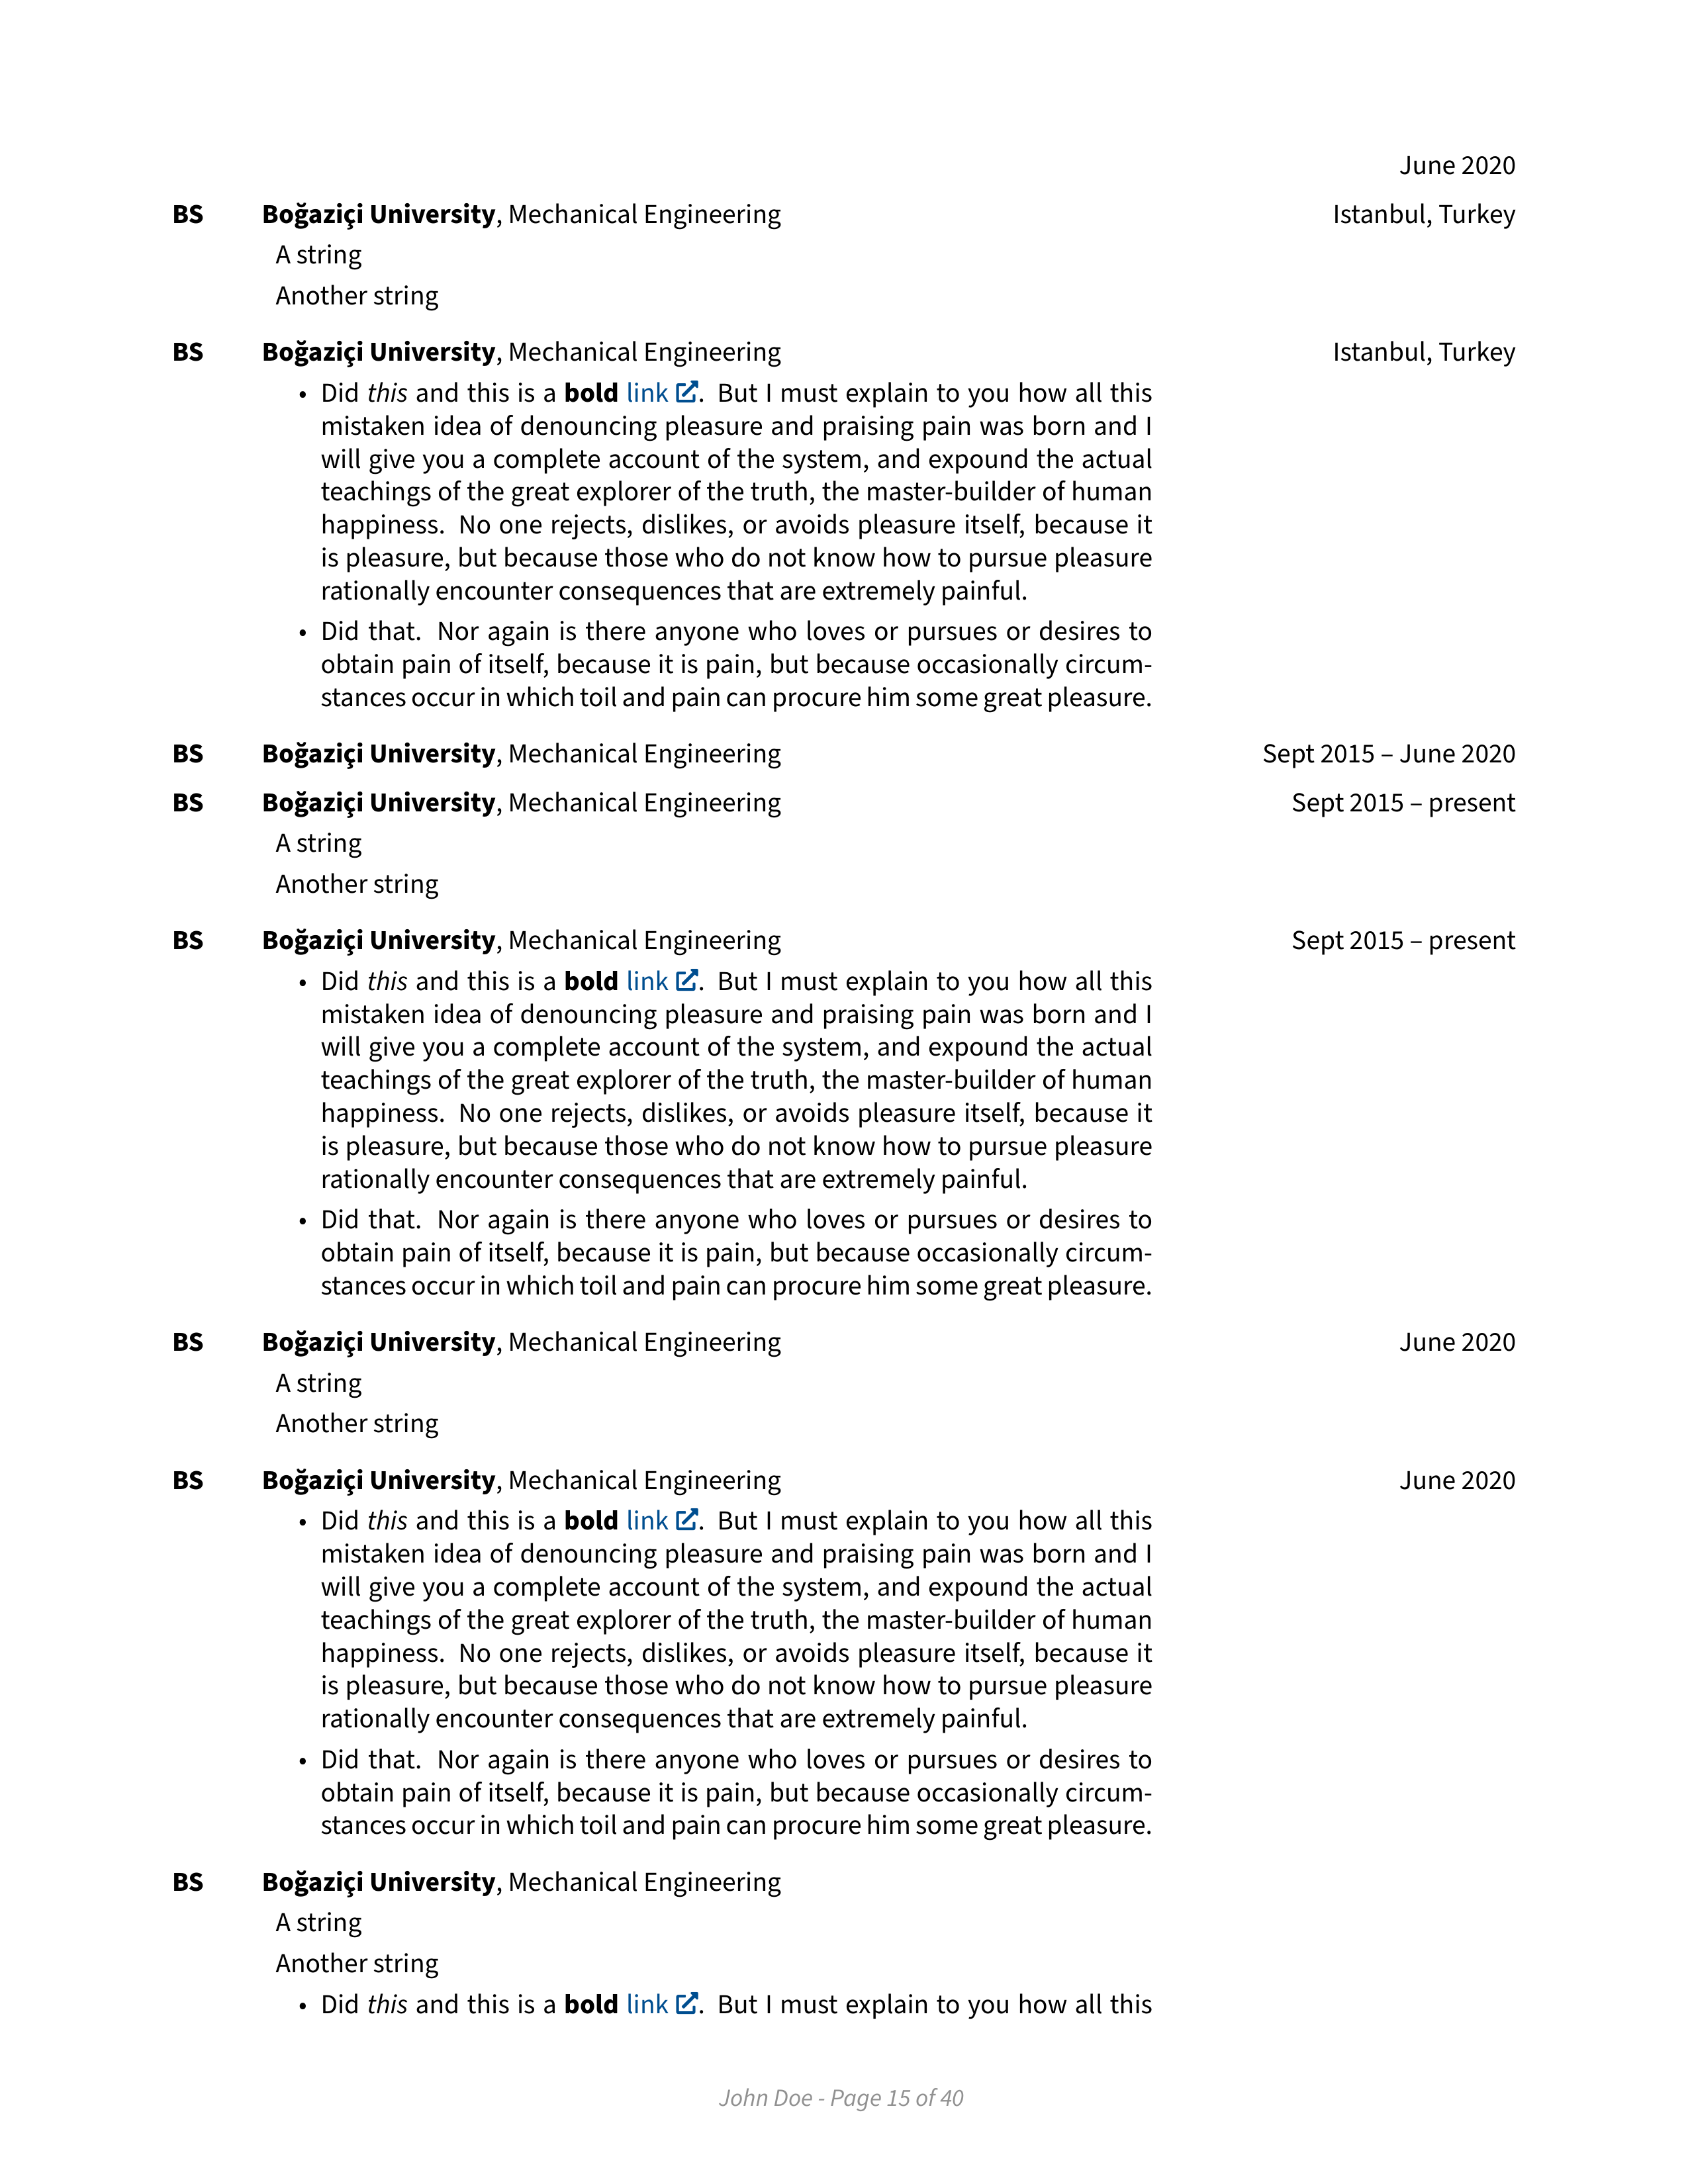 June 2020
BS Boğaziçi University, Mechanical Engineering Istanbul, Turkey
A string
Another string
BS Boğaziçi University, Mechanical Engineering Istanbul, Turkey
• Did this and this is a bold link. But I must explain to you how all this
mistaken idea of denouncing pleasure and praising pain was born and I
will give you a complete account of the system, and expound the actual
teachings of the great explorer of the truth, the master-builder of human
happiness. No one rejects, dislikes, or avoids pleasure itself, because it
is pleasure, but because those who do not know how to pursue pleasure
rationally encounter consequences that are extremely painful.
• Did that. Nor again is there anyone who loves or pursues or desires to
obtain pain of itself, because it is pain, but because occasionally circum-
stances occur in which toil and pain can procure him some great pleasure.
BS Boğaziçi University, Mechanical Engineering Sept 2015 – June 2020
BS Boğaziçi University, Mechanical Engineering Sept 2015 – present
A string
Another string
BS Boğaziçi University, Mechanical Engineering Sept 2015 – present
• Did this and this is a bold link. But I must explain to you how all this
mistaken idea of denouncing pleasure and praising pain was born and I
will give you a complete account of the system, and expound the actual
teachings of the great explorer of the truth, the master-builder of human
happiness. No one rejects, dislikes, or avoids pleasure itself, because it
is pleasure, but because those who do not know how to pursue pleasure
rationally encounter consequences that are extremely painful.
• Did that. Nor again is there anyone who loves or pursues or desires to
obtain pain of itself, because it is pain, but because occasionally circum-
stances occur in which toil and pain can procure him some great pleasure.
BS Boğaziçi University, Mechanical Engineering June 2020
A string
Another string
BS Boğaziçi University, Mechanical Engineering June 2020
• Did this and this is a bold link. But I must explain to you how all this
mistaken idea of denouncing pleasure and praising pain was born and I
will give you a complete account of the system, and expound the actual
teachings of the great explorer of the truth, the master-builder of human
happiness. No one rejects, dislikes, or avoids pleasure itself, because it
is pleasure, but because those who do not know how to pursue pleasure
rationally encounter consequences that are extremely painful.
• Did that. Nor again is there anyone who loves or pursues or desires to
obtain pain of itself, because it is pain, but because occasionally circum-
stances occur in which toil and pain can procure him some great pleasure.
BS Boğaziçi University, Mechanical Engineering
A string
Another string
• Did this and this is a bold link. But I must explain to you how all this
John Doe - Page 15 of 40